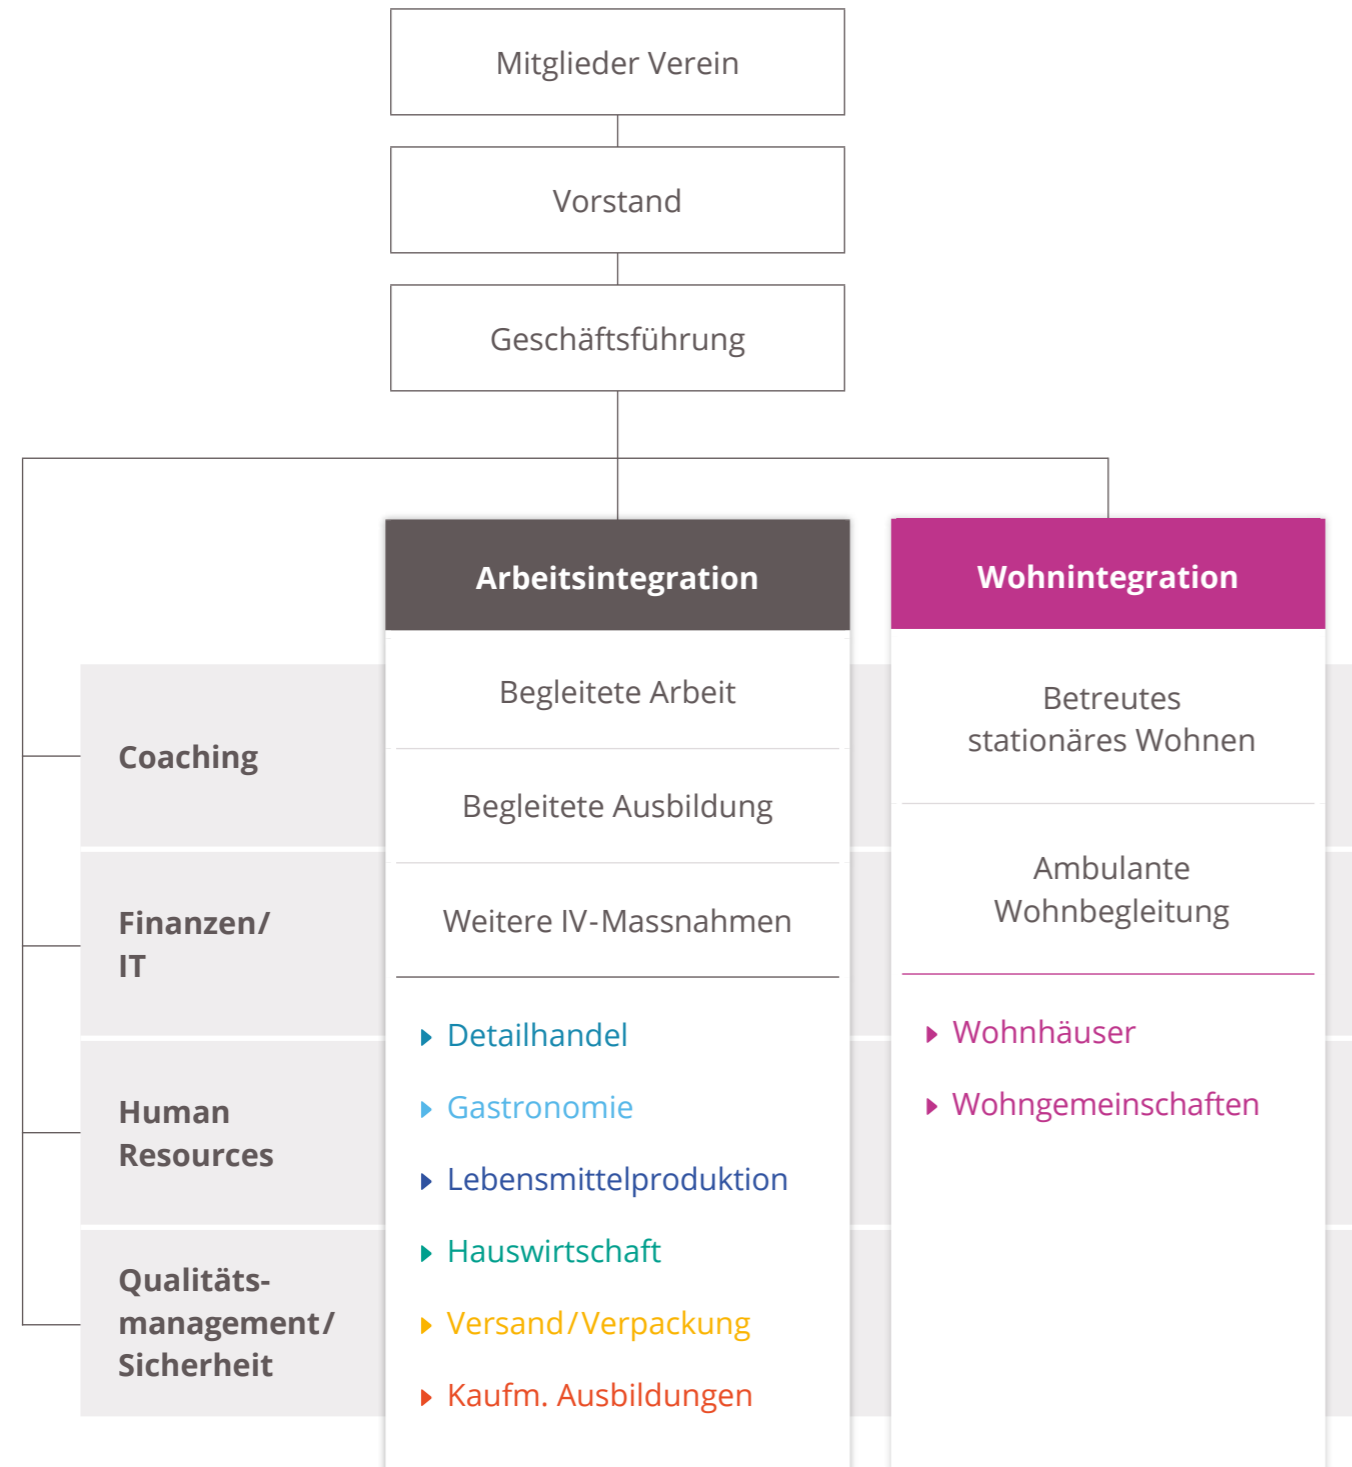 Mitglieder Verein
Vorstand
Geschäftsführung
Arbeitsintegration
Wohnintegration
Coaching
Finanzen/
IT
Human
Resources
Qualitäts-
management/
Sicherheit
Begleitete Arbeit
Begleitete Ausbildung
Weitere IV-Massnahmen
Detailhandel
Gastronomie
Lebensmittelproduktion
Hauswirtschaft
Versand/Verpackung
Kaufm. Ausbildungen
Betreutes
stationäres Wohnen
Ambulante
Wohnbegleitung
Wohnhäuser
Wohngemeinschaften